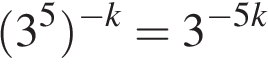 $(3^5)^{-k} = 3^{-5k}$